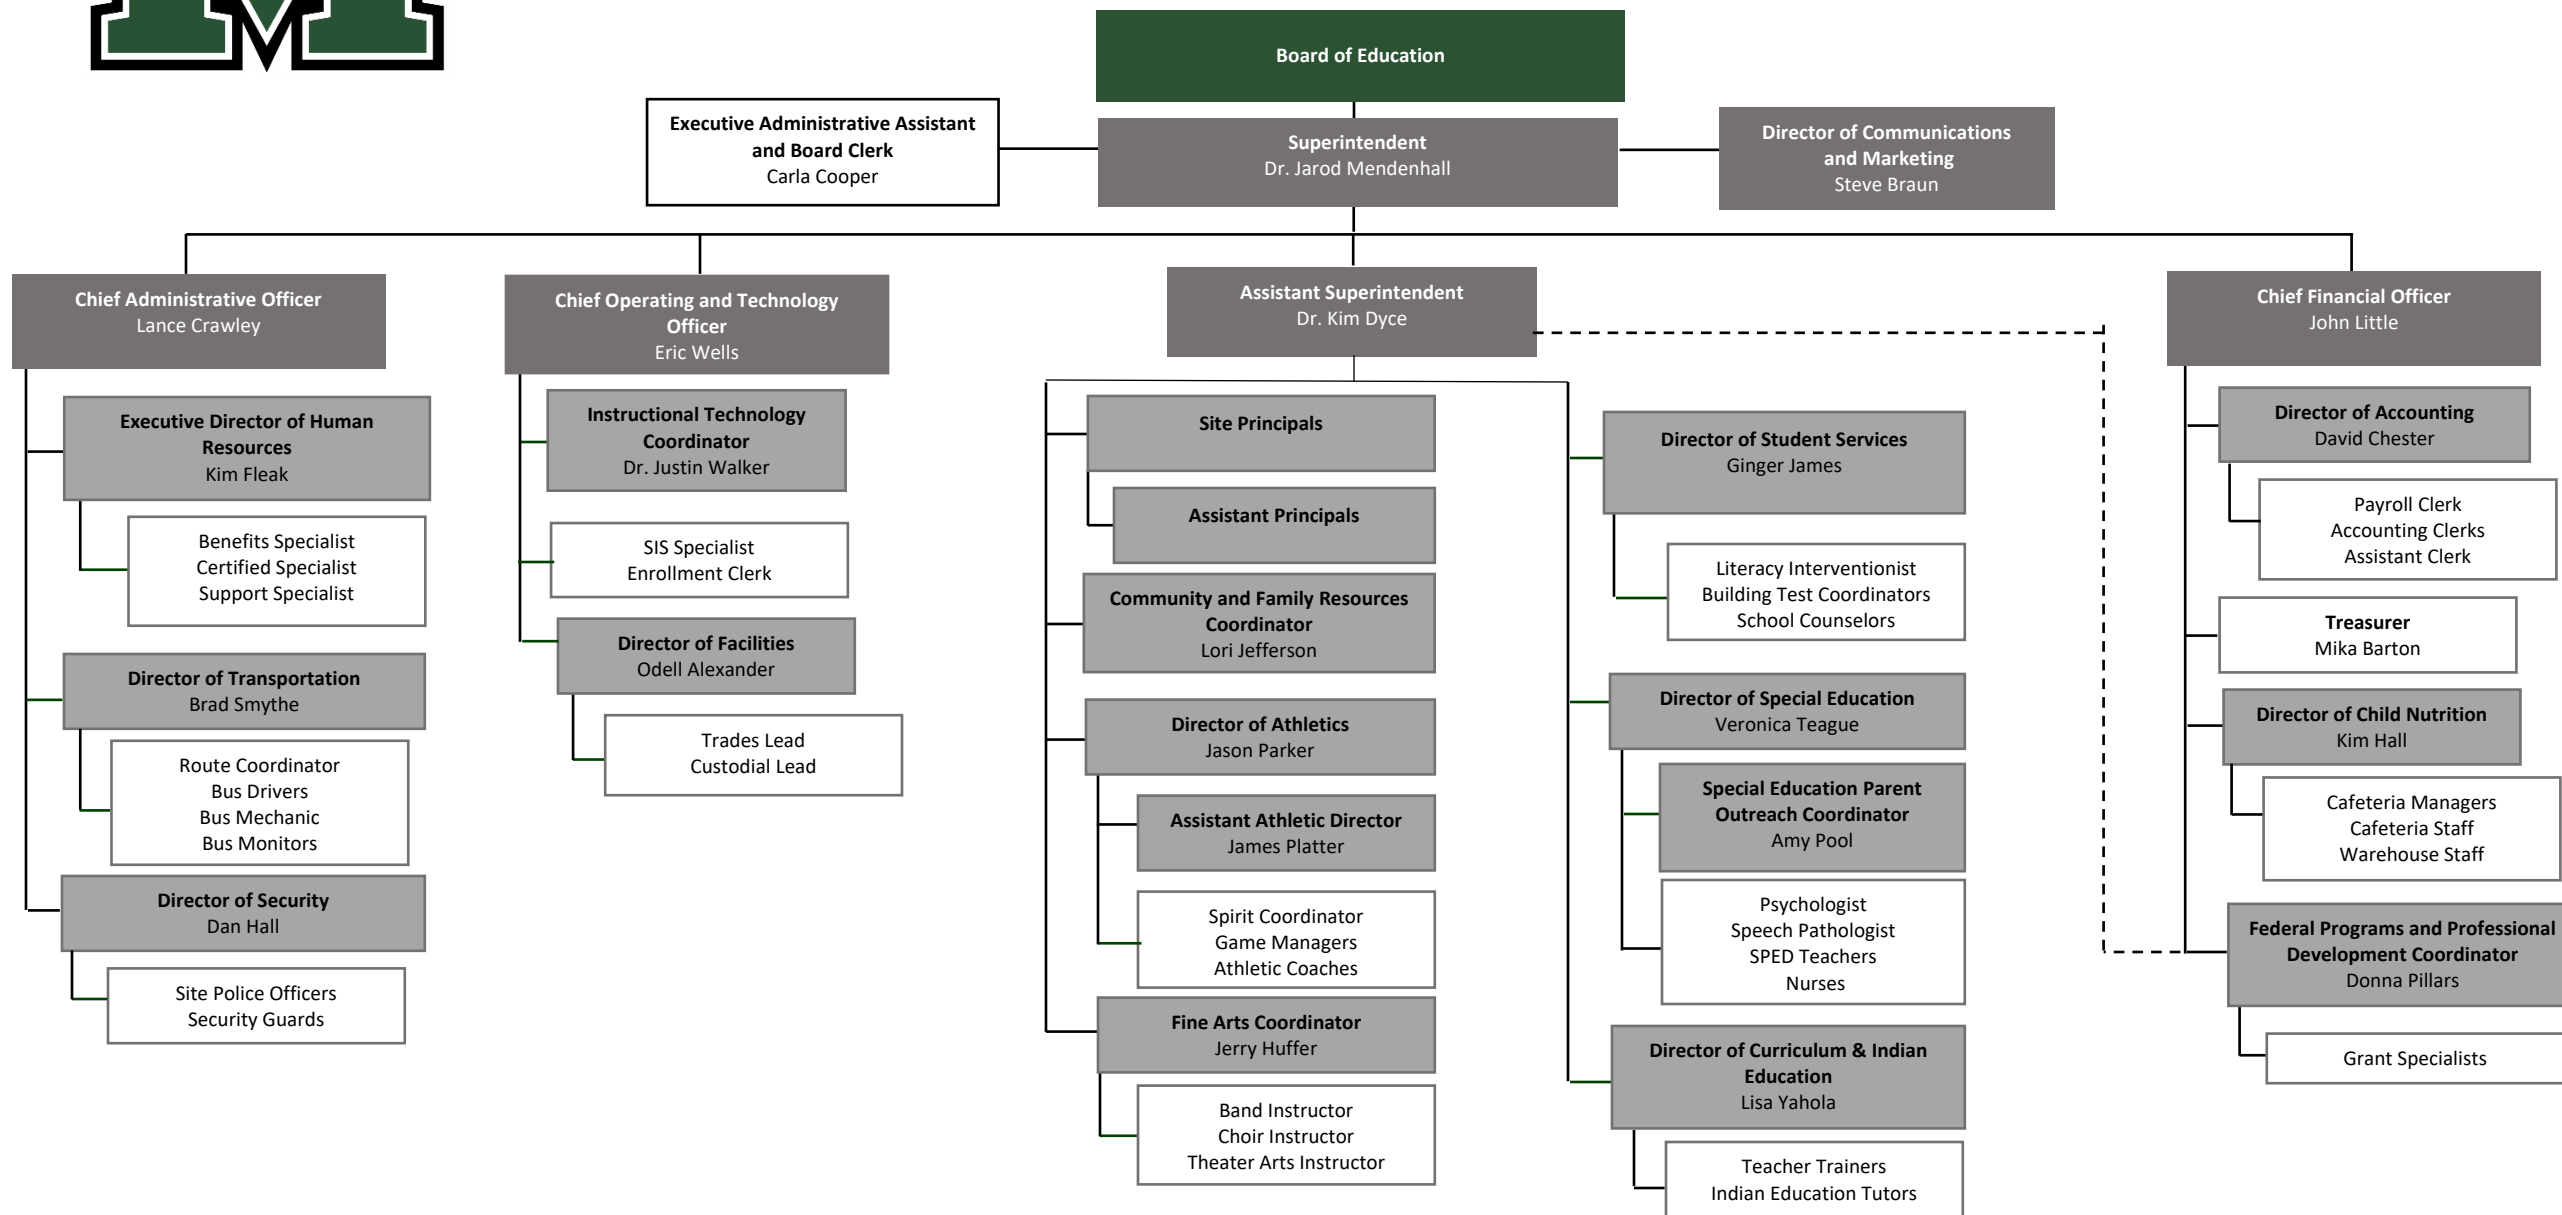 Board of Education
Executive Administrative Assistant
and Board Clerk
Carla Cooper
Superintendent
Dr. Jarod Mendenhall
Director of Communications
and Marketing
Steve Braun
Chief Administrative Officer
Lance Crawley
Executive Director of Human
Resources
Kim Fleak
Benefits Specialist
Certified Specialist
Support Specialist
Director of Transportation
Brad Smythe
Route Coordinator
Bus Drivers
Bus Mechanic
Bus Monitors
Director of Security
Dan Hall
Site Police Officers
Security Guards
Chief Operating and Technology
Officer
Eric Wells
Instructional Technology
Coordinator
Dr. Justin Walker
SIS Specialist
Enrollment Clerk
Director of Facilities
Odell Alexander
Trades Lead
Custodial Lead
Assistant Superintendent
Dr. Kim Dyce
Site Principals
Assistant Principals
Community and Family Resources
Coordinator
Lori Jefferson
Director of Athletics
Jason Parker
Assistant Athletic Director
James Platter
Spirit Coordinator
Game Managers
Athletic Coaches
Fine Arts Coordinator
Jerry Huffer
Band Instructor
Choir Instructor
Theater Arts Instructor
Director of Student Services
Ginger James
Literacy Interventionist
Building Test Coordinators
School Counselors
Director of Special Education
Veronica Teague
Special Education Parent
Outreach Coordinator
Amy Pool
Psychologist
Speech Pathologist
SPED Teachers
Nurses
Director of Curriculum & Indian
Education
Lisa Yahola
Teacher Trainers
Indian Education Tutors
Chief Financial Officer
John Little
Director of Accounting
David Chester
Payroll Clerk
Accounting Clerks
Assistant Clerk
Treasurer
Mika Barton
Director of Child Nutrition
Kim Hall
Cafeteria Managers
Cafeteria Staff
Warehouse Staff
Federal Programs and Professional
Development Coordinator
Donna Pillars
Grant Specialists